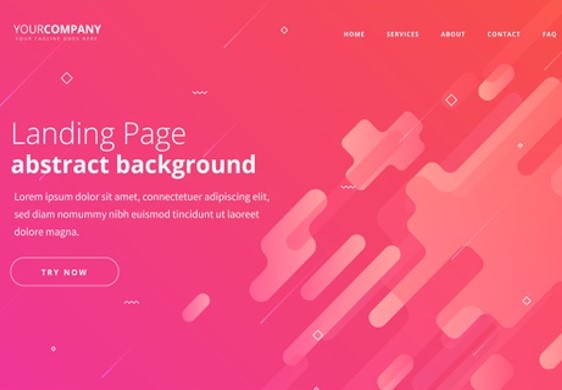 YOURCOMPANY
YOUR TAGLINE GOES HERE
HOME SERVICES ABOUT CONTACT FAQ
Landing Page
abstract background
Lorem ipsum dolor sit amet, connectetuer adipiscing elit,
sed diam nomummy nibh euismod tincidunt ut laoreet
dolore magna.
TRY NOW